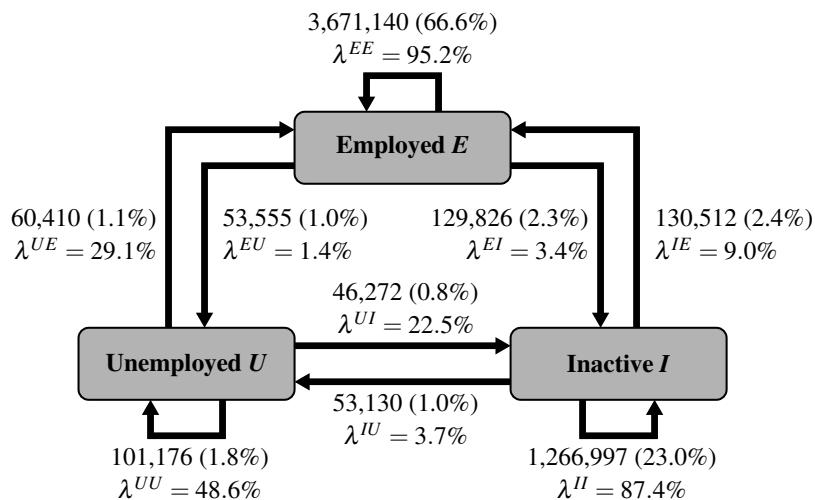 3,671,140 (66.6%)
λ^{EE} = 95.2%
Employed E
60,410 (1.1%)
λ^{UE} = 29.1%
53,555 (1.0%)
λ^{EU} = 1.4%
129,826 (2.3%)
λ^{EI} = 3.4%
130,512 (2.4%)
λ^{IE} = 9.0%
46,272 (0.8%)
λ^{UI} = 22.5%
Unemployed U
Inactive I
53,130 (1.0%)
λ^{IU} = 3.7%
101,176 (1.8%)
λ^{UU} = 48.6%
1,266,997 (23.0%)
λ^{II} = 87.4%